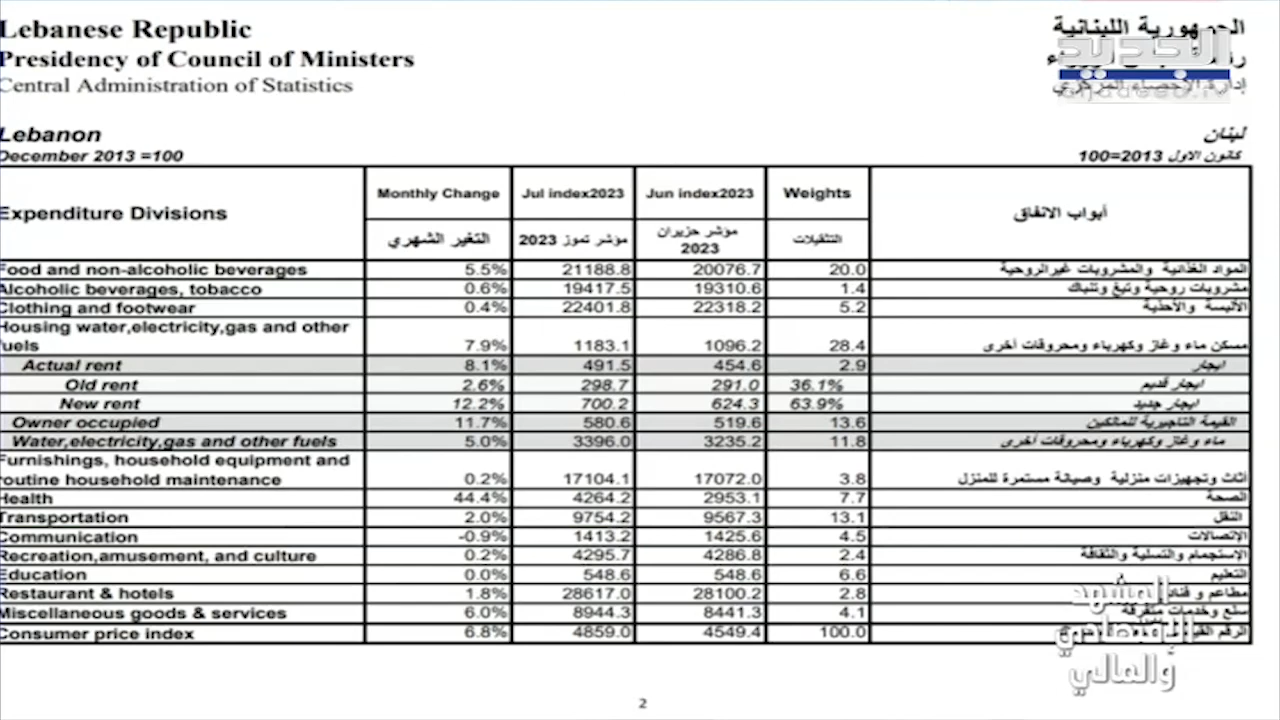 Lebanese Republic
الجمهورية اللبنانية
Presidency of Council of Ministers
Central Administration of Statistics
إدارة الإحصاء المركزي
الجديد
Lebanon
لبنان
December 2013 =100
كانون الاول 2013=100
Expenditure Divisions Monthly Change Jul index2023 Jun index2023 Weights أبواب الانفاق
التغير الشهري مؤشر تموز 2023 مؤشر حزيران 2023 التثقيلات
Food and non-alcoholic beverages 5.5% 21188.8 20076.7 20.0 المواد الغذائية والمشروبات غيرالروحية
Alcoholic beverages, tobacco 0.6% 19417.5 19310.6 1.4 مشروبات روحية وتبغ وتنباك
Clothing and footwear 0.4% 22401.8 22318.2 5.2 الألبسة والأحذية
Housing water,electricity,gas and other
fuels 7.9% 1183.1 1096.2 28.4 مسكن ماء وغاز وكهرباء ومحروقات أخرى
Actual rent 8.1% 491.5 454.6 2.9 ايجار
Old rent 2.6% 298.7 291.0 36.1% ايجار قديم
New rent 12.2% 700.2 624.3 63.9% ايجار جديد
Owner occupied 11.7% 580.6 519.6 13.6 القيمة التأجيرية للمالكين
Water,electricity,gas and other fuels 5.0% 3396.0 3235.2 11.8 ماء وغاز وكهرباء ومحروقات أخرى
Furnishings, household equipment and
routine household maintenance 0.2% 17104.1 17072.0 3.8 أثاث وتجهيزات منزلية وصيانة مستمرة للمنزل
Health 44.4% 4264.2 2953.1 7.7 الصحة
Transportation 2.0% 9754.2 9567.3 13.1 النقل
Communication -0.9% 1413.2 1425.6 4.5 الإتصالات
Recreation,amusement, and culture 0.2% 4295.7 4286.8 2.4 الإستجمام والتسلية والثقافة
Education 0.0% 548.6 548.6 6.6 التعليم
Restaurant & hotels 1.8% 28617.0 28100.2 2.8 مطاعم و
Miscellaneous goods & services 6.0% 8944.3 8441.3 4.1 سلع وخدمات متفرقة
Consumer price index 6.8% 4859.0 4549.4 100.0 الرقم
المشهد
الإقتصادي
والمالي
2